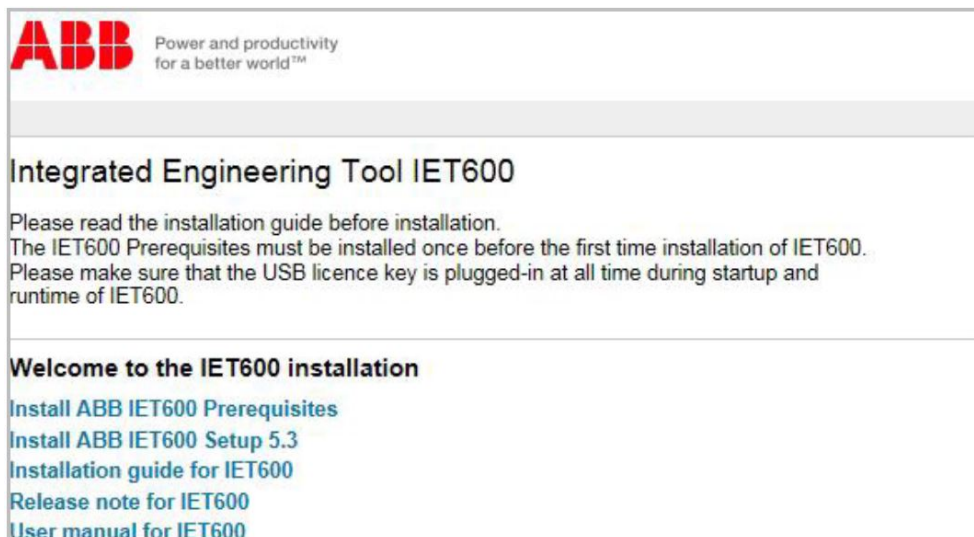 ABB
Power and productivity
for a better world™
Integrated Engineering Tool IET600
Please read the installation guide before installation.
The IET600 Prerequisites must be installed once before the first time installation of IET600.
Please make sure that the USB licence key is plugged-in at all time during startup and
runtime of IET600.
Welcome to the IET600 installation
Install ABB IET600 Prerequisites
Install ABB IET600 Setup 5.3
Installation guide for IET600
Release note for IET600
User manual for IET600